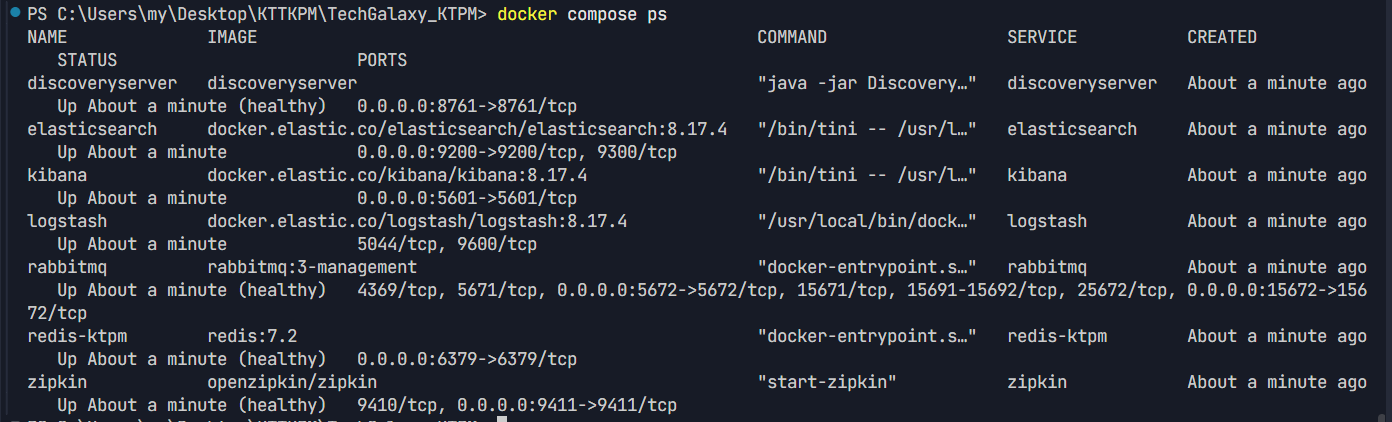 PS C:\Users\my\Desktop\KTTKPM\TechGalaxy_KTPM> docker compose ps
NAME IMAGE COMMAND SERVICE CREATED
STATUS PORTS
discoveryserver discoveryserver "java -jar Discovery…" discoveryserver About a minute ago
Up About a minute (healthy) 0.0.0.0:8761->8761/tcp
elasticsearch docker.elastic.co/elasticsearch/elasticsearch:8.17.4 "/bin/tini -- /usr/l…" elasticsearch About a minute ago
Up About a minute 0.0.0.0:9200->9200/tcp, 9300/tcp
kibana docker.elastic.co/kibana/kibana:8.17.4 "/bin/tini -- /usr/l…" kibana About a minute ago
Up About a minute 0.0.0.0:5601->5601/tcp
logstash docker.elastic.co/logstash/logstash:8.17.4 "/usr/local/bin/dock…" logstash About a minute ago
Up About a minute 5044/tcp, 9600/tcp
rabbitmq rabbitmq:3-management "docker-entrypoint.s…" rabbitmq About a minute ago
Up About a minute (healthy) 4369/tcp, 5671/tcp, 0.0.0.0:5672->5672/tcp, 15671/tcp, 15691-15692/tcp, 25672/tcp, 0.0.0.0:15672->156
72/tcp
redis-ktpm redis:7.2 "docker-entrypoint.s…" redis-ktpm About a minute ago
Up About a minute (healthy) 0.0.0.0:6379->6379/tcp
zipkin openzipkin/zipkin "start-zipkin" zipkin About a minute ago
Up About a minute (healthy) 9410/tcp, 0.0.0.0:9411->9411/tcp